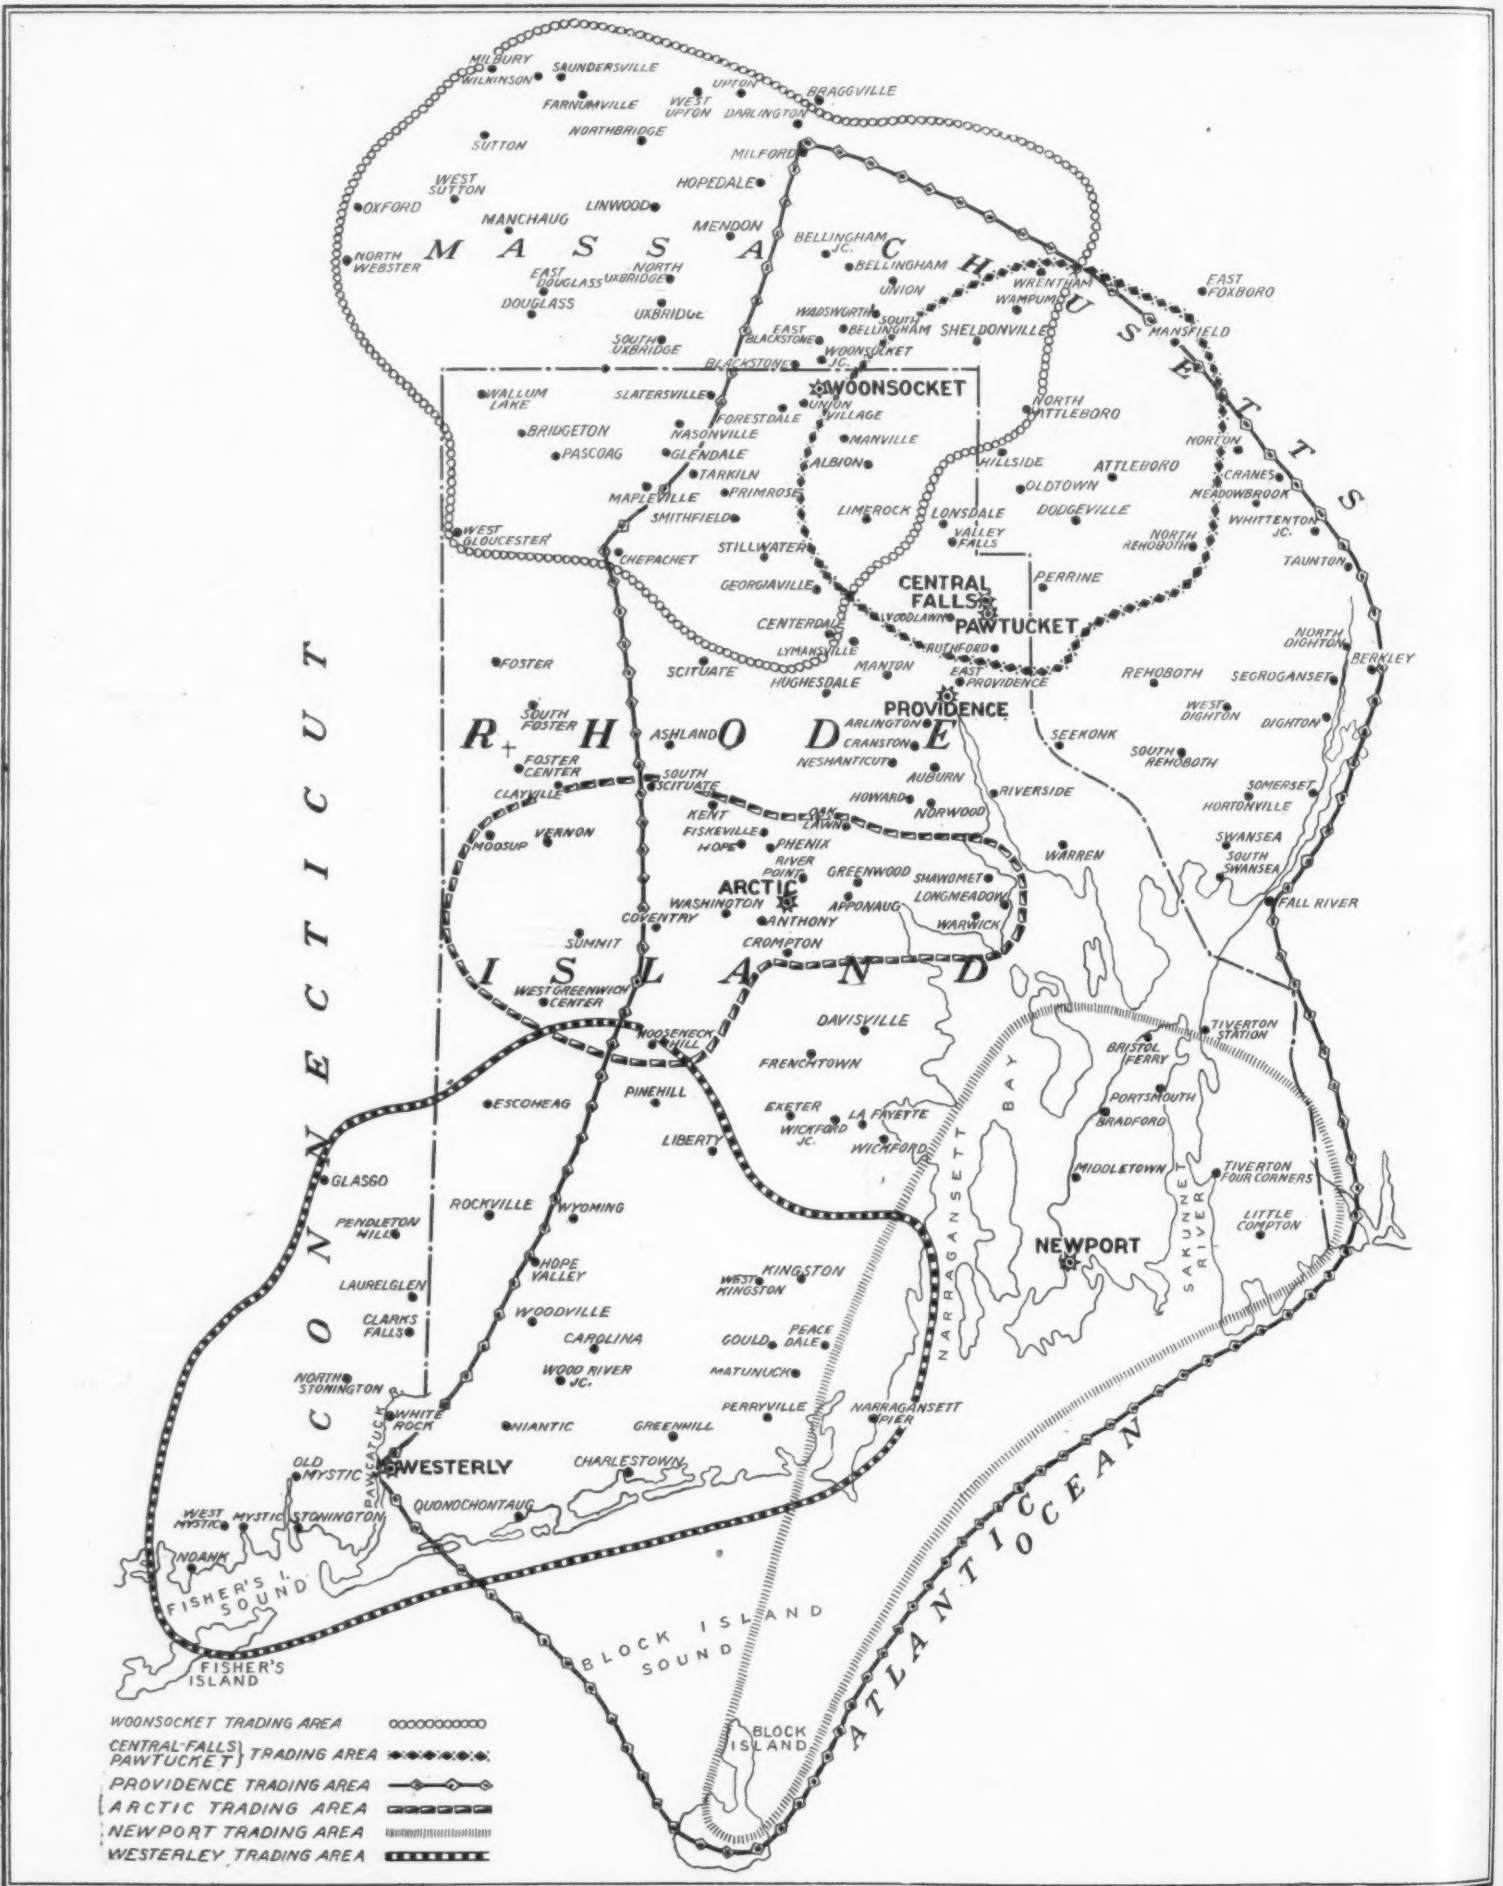 MILBURY
WILKINSON
SAUNDERSVILLE
FARNUMVILLE
WEST
UPTON
UPTON
DARLINGTON
BRAGGVILLE
NORTHBRIDGE
SUTTON
MILFORD
WEST
SUTTON
HOPEDALE
OXFORD
MANCHAUG
LINWOOD
MENDON
BELLINGHAM
JC.
MASSACHUSETTS
NORTH
WEBSTER
BELLINGHAM
EAST
DOUGLASS
NORTH
UXBRIDGE
UNION
WRENTHAM
EAST
FOXBORO
DOUGLASS
UXBRIDGE
WADSWORTH
SOUTH
BELLINGHAM
WAMPUM
SHELDONVILLE
MANSFIELD
SOUTH
UXBRIDGE
EAST
BLACKSTONE
WOONSOCKET
JC.
BLACKSTONE
WALLUM
LAKE
SLATERSVILLE
WOONSOCKET
FORESTDALE
UNION
VILLAGE
NORTH
ATTLEBORO
BRIDGETON
NASONVILLE
MANVILLE
NORTON
PASCOAG
GLENDALE
ALBION
HILLSIDE
ATTLEBORO
TARKILN
CRANES
MAPLEVILLE
PRIMROSE
OLDTOWN
MEADOWBROOK
SMITHFIELD
LIMEROCK
LONSDALE
DODGEVILLE
WHITTENTON
JC.
WEST
GLOUCESTER
VALLEY
FALLS
NORTH
REHOBOTH
CHEPACHET
STILLWATER
TAUNTON
GEORGIAVILLE
CENTRAL
FALLS
PERRINE
WOODLAWN
PAWTUCKET
CENTERDALE
LYMANSVILLE
RUTHFORD
NORTH
DIGHTON
FOSTER
SCITUATE
MANTON
EAST
PROVIDENCE
REHOBOTH
SEGROGANSET
BERKLEY
HUGHESDALE
SOUTH
FOSTER
PROVIDENCE
WEST
DIGHTON
DIGHTON
RHODE
ASHLAND
ARLINGTON
CRANSTON
SEEKONK
SOUTH
REHOBOTH
FOSTER
CENTER
NESHANTICUT
AUBURN
CLAYVILLE
SOUTH
SCITUATE
HOWARD
NORWOOD
RIVERSIDE
SOMERSET
HORTONVILLE
KENT
OAK
LAWN
MOOSUP
VERNON
FISKEVILLE
HOPE
PHENIX
WARREN
SWANSEA
SOUTH
SWANSEA
RIVER
POINT
GREENWOOD
SHAWOMET
ARCTIC
WASHINGTON
APPONAUG
LONGMEADOW
FALL RIVER
COVENTRY
ANTHONY
WARWICK
SUMMIT
CROMPTON
ISLAND
WEST GREENWICH
CENTER
DAVISVILLE
TIVERTON
STATION
MOOSENECK
HILL
BRISTOL
FERRY
FRENCHTOWN
ESCOHEAG
PINEHILL
PORTSMOUTH
EXETER
WICKFORD
JC.
LA FAYETTE
BRADFORD
LIBERTY
WICKFORD
CONNECTICUT
GLASGO
MIDDLETOWN
TIVERTON
FOUR CORNERS
NARRAGANSETT BAY
SAKUNNET
RIVER
ROCKVILLE
WYOMING
PENDLETON
HILL
LITTLE
COMPTON
NEWPORT
HOPE
VALLEY
WEST
KINGSTON
KINGSTON
LAURELGLEN
WOODVILLE
CLARKS
FALLS
CAROLINA
GOULD
PEACE
DALE
WOOD RIVER
JC.
MATUNUCK
NORTH
STONINGTON
PAWCATUCK R.
WHITE
ROCK
NIANTIC
GREENHILL
PERRYVILLE
NARRAGANSETT
PIER
OLD
MYSTIC
WESTERLY
CHARLESTOWN
WEST
MYSTIC
MYSTIC
STONINGTON
QUONOCHONTAUG
NOANK
FISHER'S I.
SOUND
ATLANTIC
OCEAN
BLOCK ISLAND
SOUND
FISHER'S
ISLAND
BLOCK
ISLAND
WOONSOCKET TRADING AREA
CENTRAL-FALLS
PAWTUCKET } TRADING AREA
PROVIDENCE TRADING AREA
ARCTIC TRADING AREA
NEWPORT TRADING AREA
WESTERLEY TRADING AREA